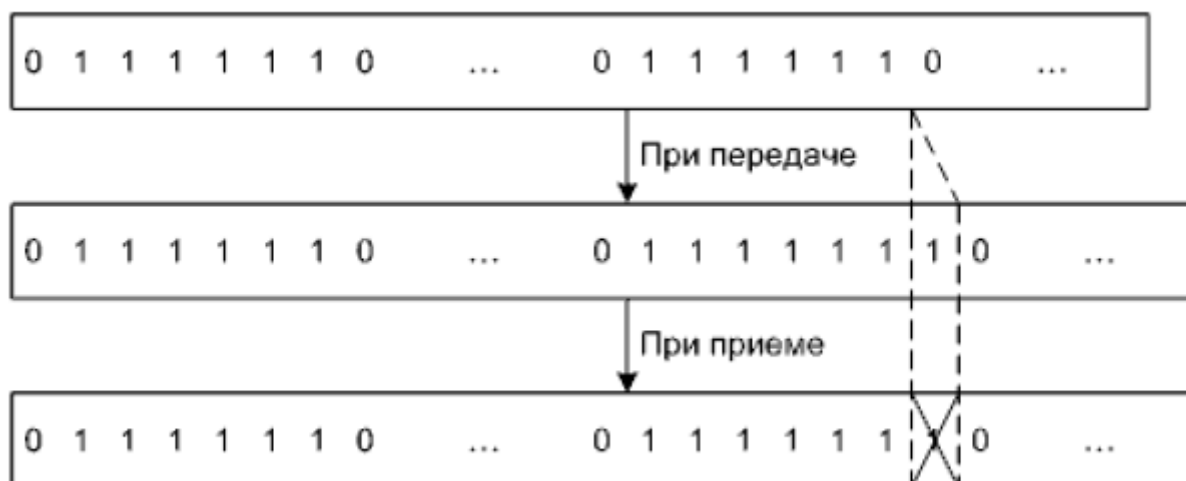 0 1 1 1 1 1 1 0 ... 0 1 1 1 1 1 1 0 ...
При передаче
0 1 1 1 1 1 1 0 ... 0 1 1 1 1 1 1 1 0 ...
При приеме
0 1 1 1 1 1 1 0 ... 0 1 1 1 1 1 1 1 0 ...